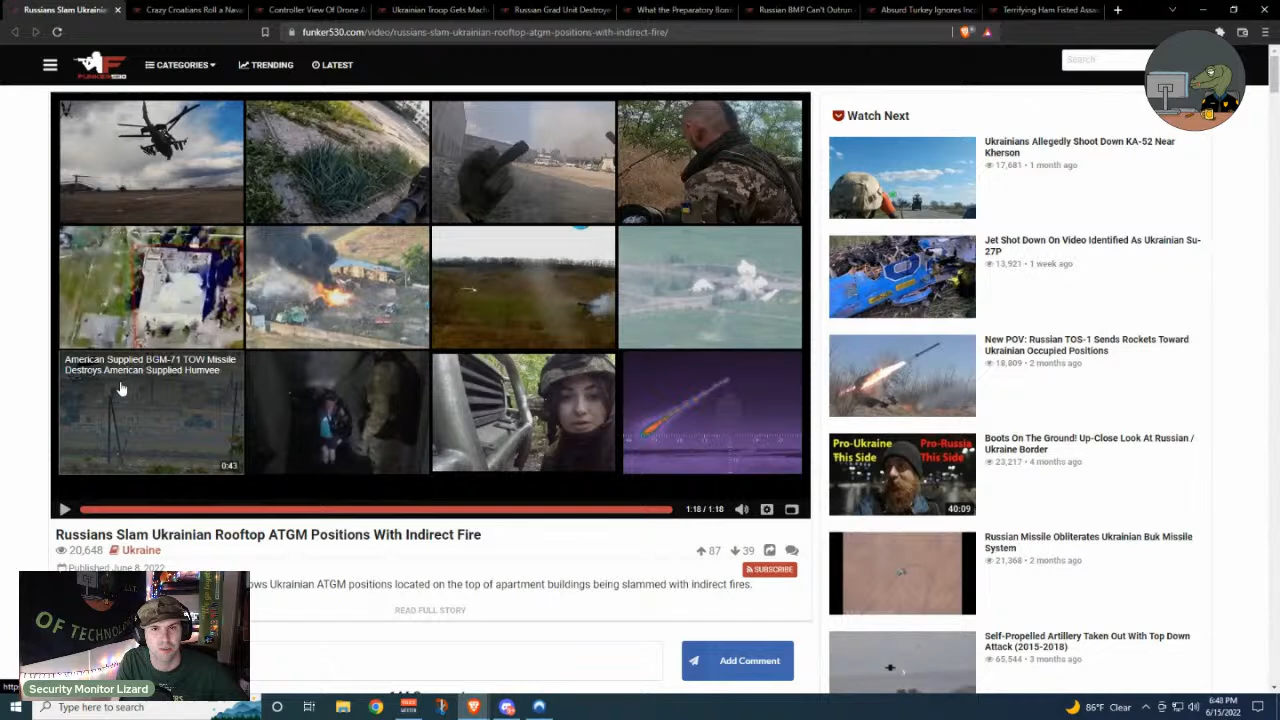 Russians Slam Ukrainia
Crazy Croatians Roll a Nava
Controller View Of Drone A
Ukrainian Troop Gets Mach
Russian Grad Unit Destroye
What the Preparatory Bom
Russian BMP Can't Outrun
Absurd Turkey Ignores Inc
Terrifying Ham Fisted Assa
funker530.com/video/russians-slam-ukrainian-rooftop-atgm-positions-with-indirect-fire/
FUNKER530
CATEGORIES
TRENDING
LATEST
Search
Watch Next
Ukrainians Allegedly Shoot Down KA-52 Near
Kherson
17,681 • 1 month ago
Jet Shot Down On Video Identified As Ukrainian Su-
27P
13,921 • 1 week ago
New POV: Russian TOS-1 Sends Rockets Toward
Ukrainian Occupied Positions
18,809 • 2 months ago
Pro-Ukraine
This Side
Pro-Russia
This Side
40:09
Boots On The Ground! Up-Close Look At Russian /
Ukraine Border
23,217 • 4 months ago
Russian Missile Obliterates Ukrainian Buk Missile
System
21,368 • 2 months ago
Self-Propelled Artillery Taken Out With Top Down
Attack (2015-2018)
65,544 • 3 months ago
American Supplied BGM-71 TOW Missile
Destroys American Supplied Humvee
0:43
1:18 / 1:18
Russians Slam Ukrainian Rooftop ATGM Positions With Indirect Fire
20,648
Ukraine
87
39
Published June 8, 2022
SUBSCRIBE
ows Ukrainian ATGM positions located on the top of apartment buildings being slammed with indirect fires.
READ FULL STORY
Add Comment
OF TECHNOLO
Security Monitor Lizard
http
Type here to search
86°F Clear
6:48 PM
6/15/2022